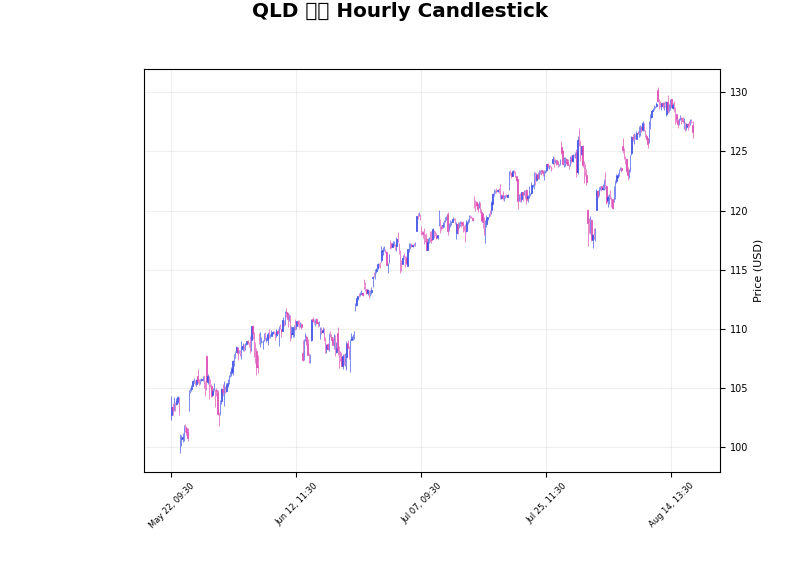 QLD Hourly Candlestick
130
125
120
115
110
105
100
Price (USD)
May 22, 09:30
Jun 12, 11:30
Jul 07, 09:30
Jul 25, 11:30
Aug 14, 13:30